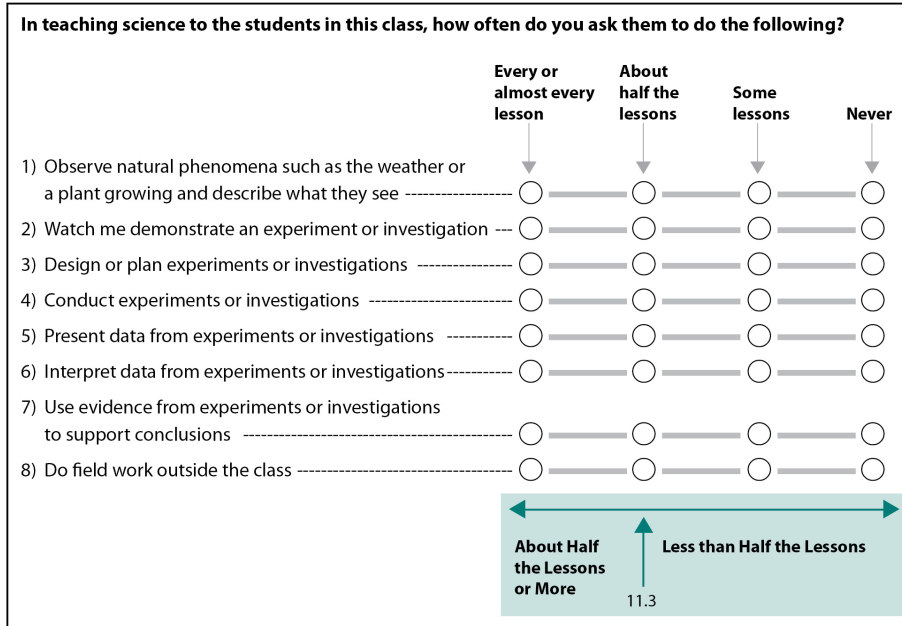 In teaching science to the students in this class, how often do you ask them to do the following?
Every or
almost every
lesson
About
half the
lessons
Some
lessons
Never
1) Observe natural phenomena such as the weather or
a plant growing and describe what they see
2) Watch me demonstrate an experiment or investigation
3) Design or plan experiments or investigations
4) Conduct experiments or investigations
5) Present data from experiments or investigations
6) Interpret data from experiments or investigations
7) Use evidence from experiments or investigations
to support conclusions
8) Do field work outside the class
About Half
the Lessons
or More
Less than Half the Lessons
11.3